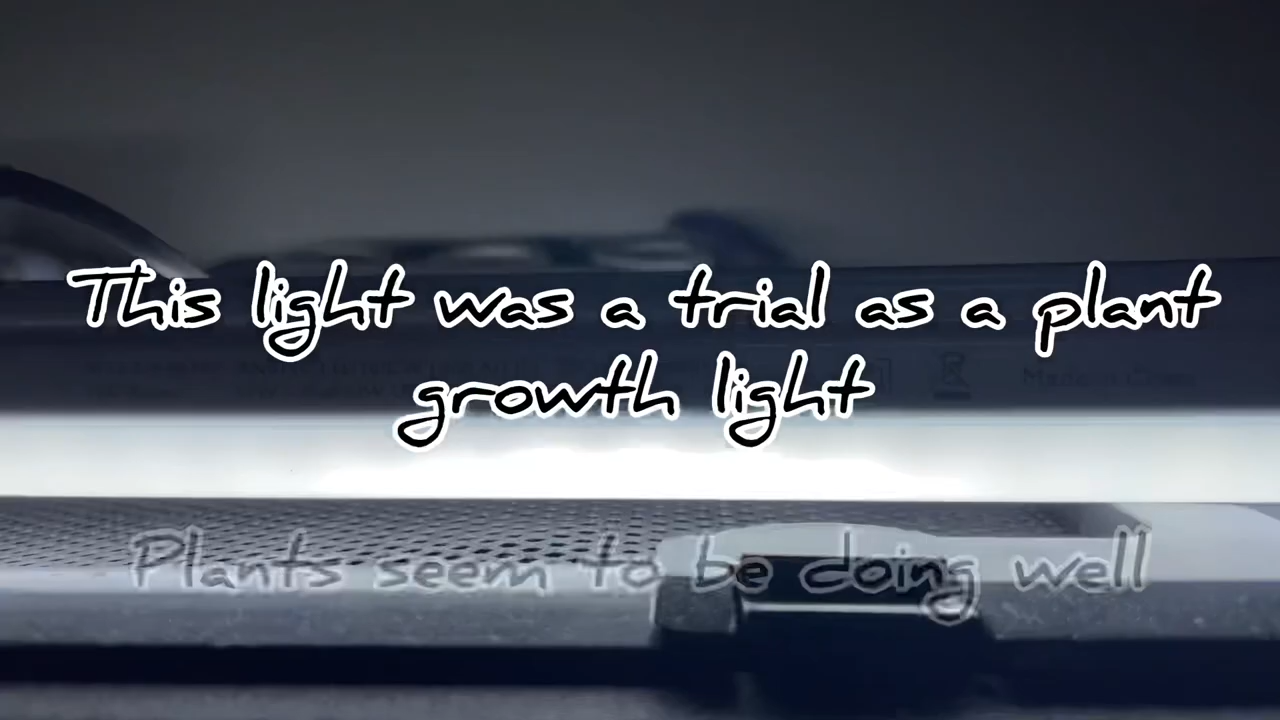 This light was a trial as a plant
growth light
Plants seem to be doing well